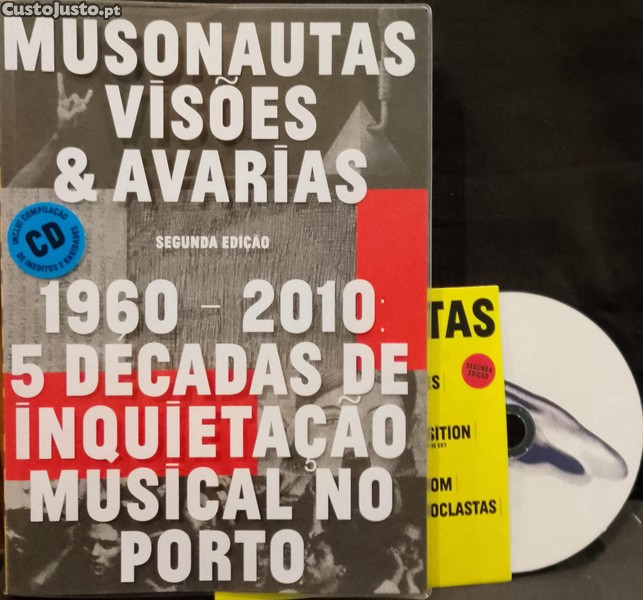 CustoJusto.pt
MUSONAUTAS
VISÕES
& AVARIAS
INCLUI COMPILAÇÃO
CD
DE INÉDITOS E RARIDADES
SEGUNDA EDIÇÃO
1960 – 2010:
5 DÉCADAS DE
INQUIETAÇÃO
MUSICAL NO
PORTO
TAS
SEGUNDA
EDIÇÃO
S
SITION
SKY
OM
OCLASTAS